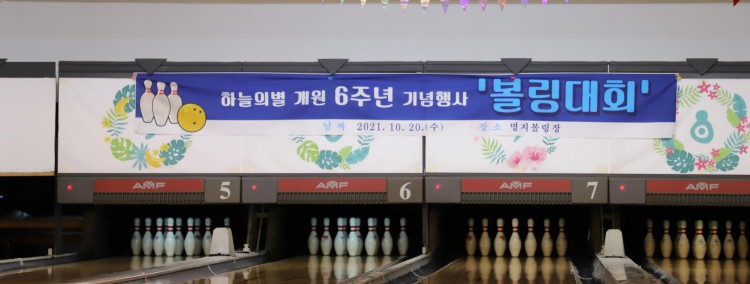 하늘의별 개원 6주년 기념행사 '볼링대회'
날 짜 2021. 10. 20.(수) 장 소 명지볼링장
AMF 5 AMF 6 AMF 7 AMF